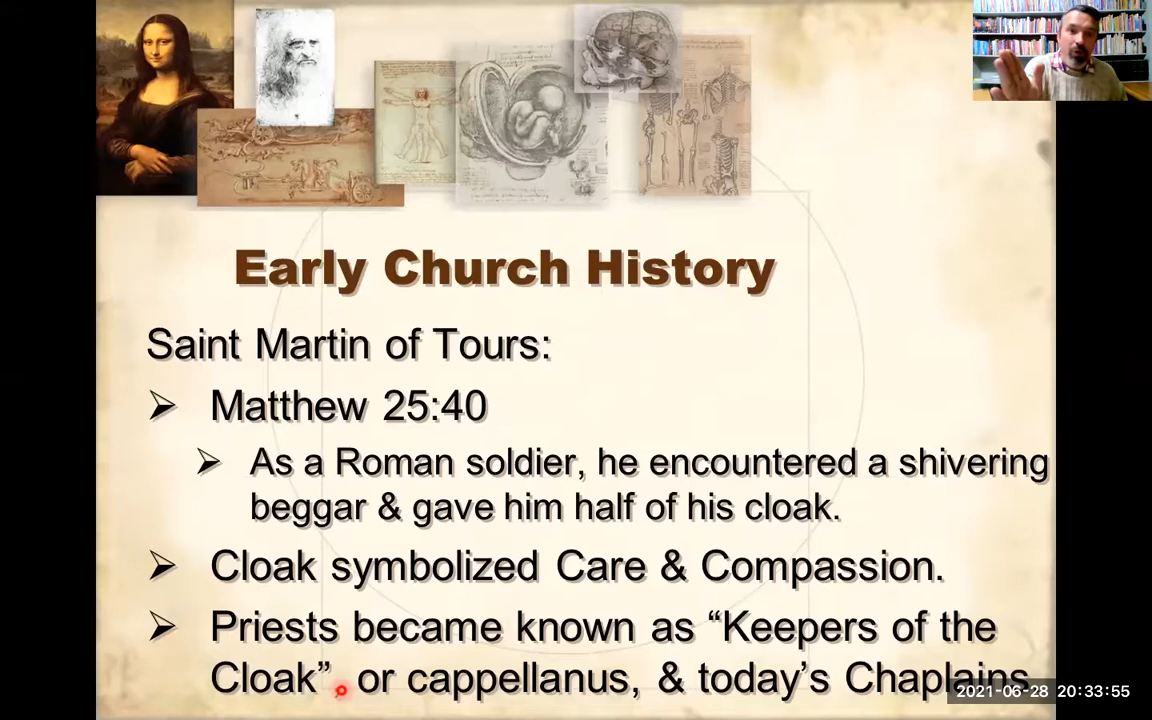 Early Church History
Saint Martin of Tours:
Matthew 25:40
As a Roman soldier, he encountered a shivering
beggar & gave him half of his cloak.
Cloak symbolized Care & Compassion.
Priests became known as “Keepers of the
Cloak”, or cappellanus, & today’s Chaplains
2021-06-28 20:33:55